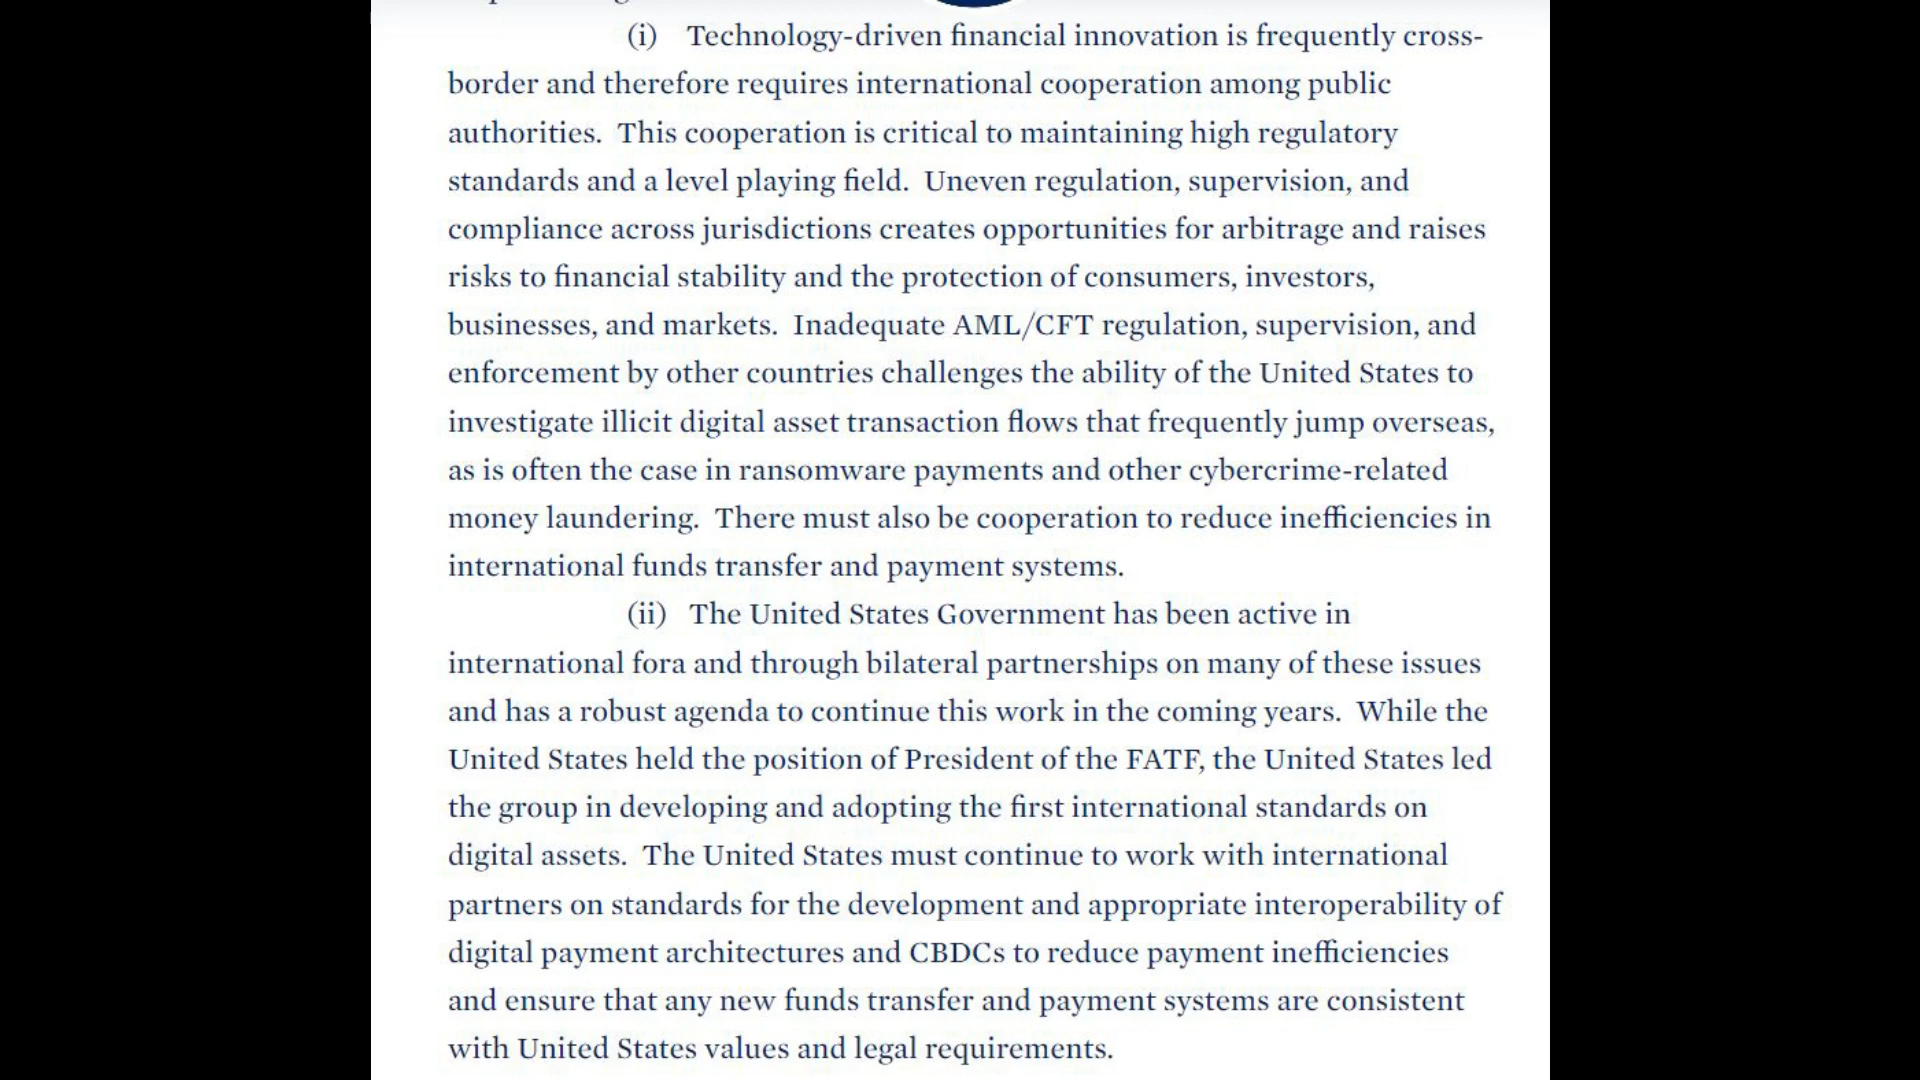 (i) Technology-driven financial innovation is frequently cross-
border and therefore requires international cooperation among public
authorities. This cooperation is critical to maintaining high regulatory
standards and a level playing field. Uneven regulation, supervision, and
compliance across jurisdictions creates opportunities for arbitrage and raises
risks to financial stability and the protection of consumers, investors,
businesses, and markets. Inadequate AML/CFT regulation, supervision, and
enforcement by other countries challenges the ability of the United States to
investigate illicit digital asset transaction flows that frequently jump overseas,
as is often the case in ransomware payments and other cybercrime-related
money laundering. There must also be cooperation to reduce inefficiencies in
international funds transfer and payment systems.
(ii) The United States Government has been active in
international fora and through bilateral partnerships on many of these issues
and has a robust agenda to continue this work in the coming years. While the
United States held the position of President of the FATF, the United States led
the group in developing and adopting the first international standards on
digital assets. The United States must continue to work with international
partners on standards for the development and appropriate interoperability of
digital payment architectures and CBDCs to reduce payment inefficiencies
and ensure that any new funds transfer and payment systems are consistent
with United States values and legal requirements.